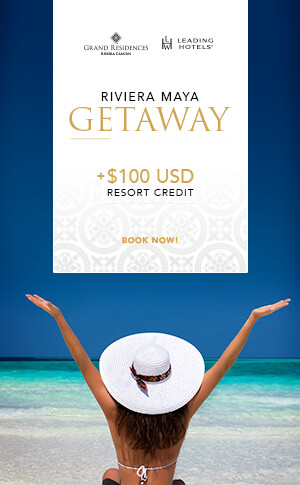 GRAND RESIDENCES
RIVIERA CANCUN
LEADING
HOTELS®
RIVIERA MAYA
GETAWAY
+$100 USD
RESORT CREDIT
BOOK NOW!